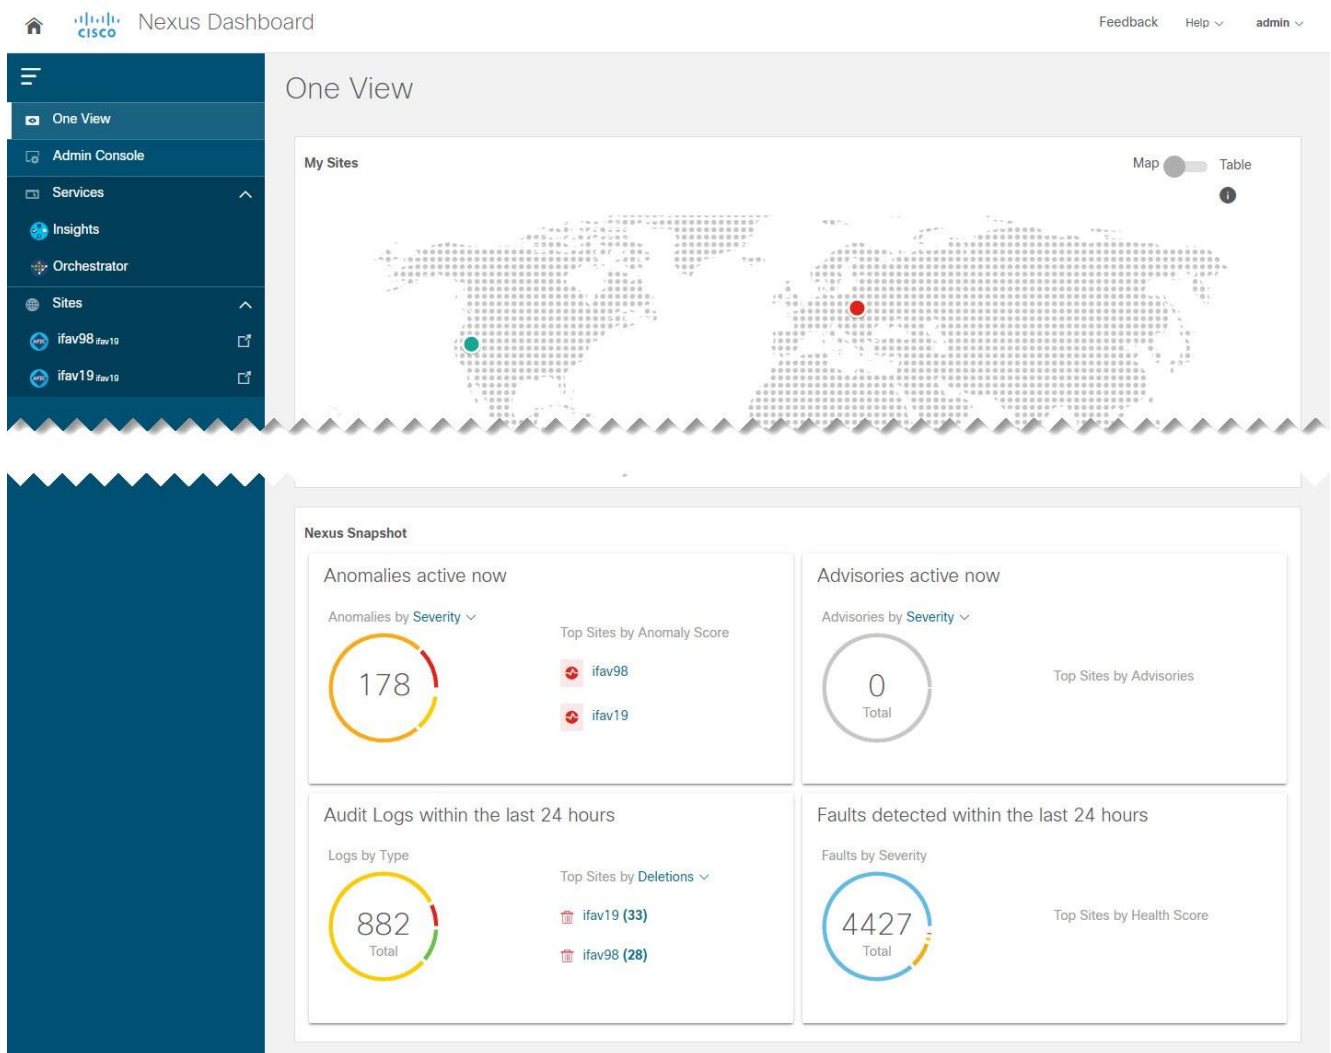 CISCO Nexus Dashboard Feedback Help admin
One View
One View
Admin Console
Services
Insights
Orchestrator
Sites
ifav98 ifav19
ifav19 ifav19
My Sites
Map Table
Nexus Snapshot
Anomalies active now
Anomalies by Severity
178
Top Sites by Anomaly Score
ifav98
ifav19
Advisories active now
Advisories by Severity
0
Total
Top Sites by Advisories
Audit Logs within the last 24 hours
Logs by Type
882
Total
Top Sites by Deletions
ifav19 (33)
ifav98 (28)
Faults detected within the last 24 hours
Faults by Severity
4427
Total
Top Sites by Health Score